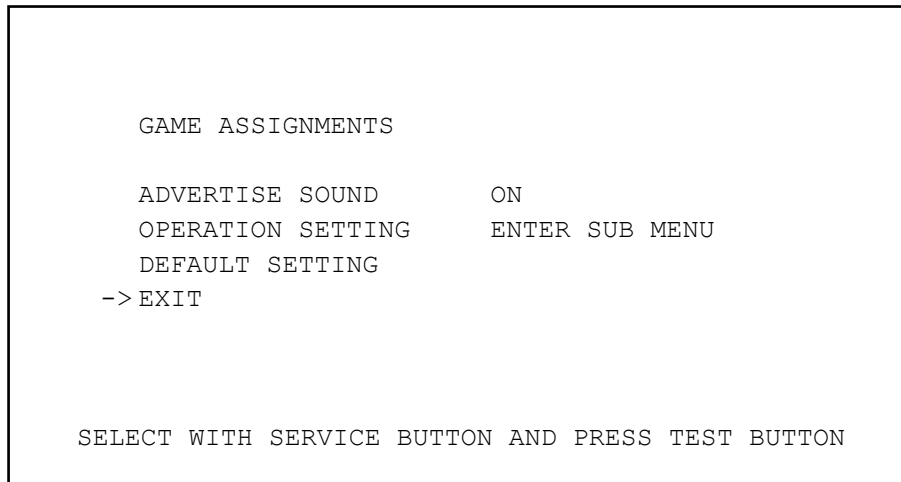 GAME ASSIGNMENTS
ADVERTISE SOUND ON
OPERATION SETTING ENTER SUB MENU
DEFAULT SETTING
-> EXIT
SELECT WITH SERVICE BUTTON AND PRESS TEST BUTTON